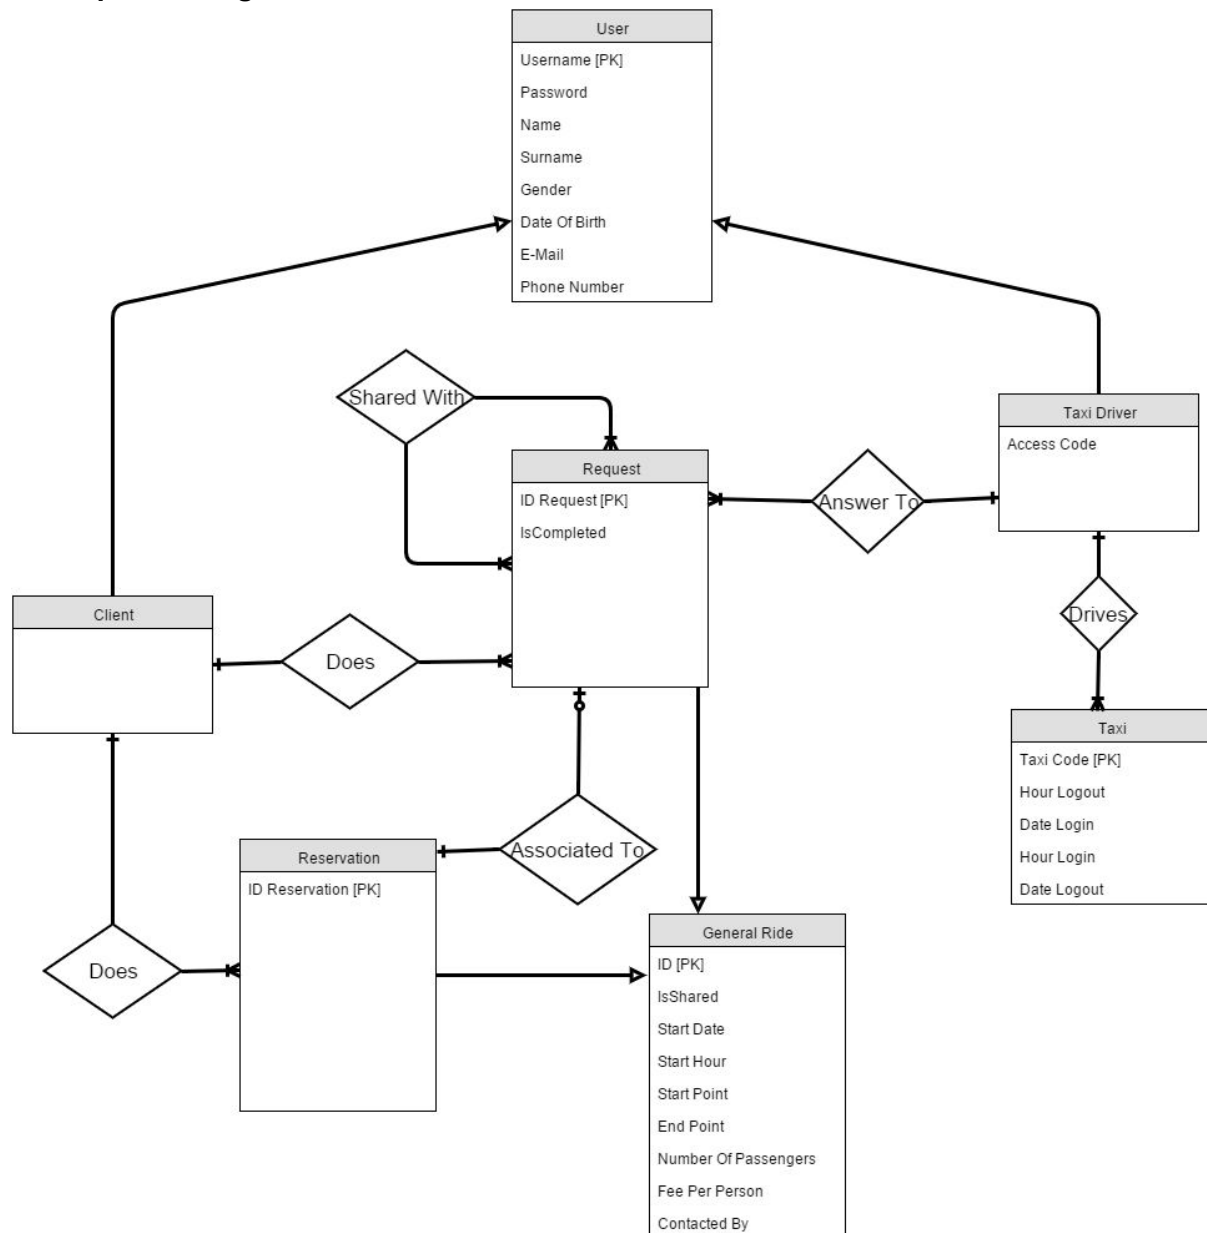 User
Username [PK]
Password
Name
Surname
Gender
Date Of Birth
E-Mail
Phone Number
Shared With
Request
ID Request [PK]
IsCompleted
Answer To
Taxi Driver
Access Code
Drives
Taxi
Taxi Code [PK]
Hour Logout
Date Login
Hour Login
Date Logout
Client
Does
Associated To
Reservation
ID Reservation [PK]
Does
General Ride
ID [PK]
IsShared
Start Date
Start Hour
Start Point
End Point
Number Of Passengers
Fee Per Person
Contacted By